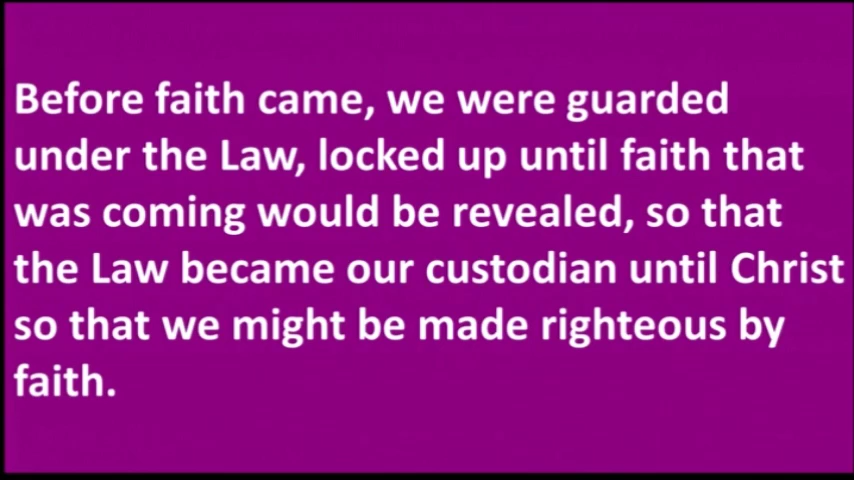 Before faith came, we were guarded
under the Law, locked up until faith that
was coming would be revealed, so that
the Law became our custodian until Christ
so that we might be made righteous by
faith.